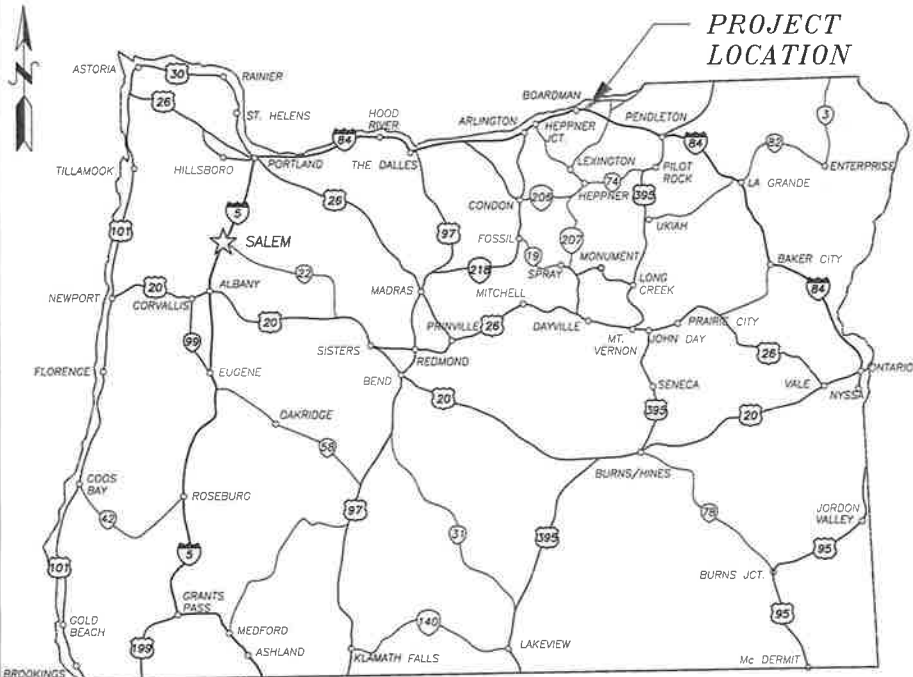 N
PROJECT
LOCATION
ASTORIA
30
RAINIER
26
ST. HELENS
HOOD
RIVER
BOARDMAN
ARLINGTON
HEPPNER
JCT.
PENDLETON
84
3
TILLAMOOK
HILLSBORO
PORTLAND
84
THE DALLES
LEXINGTON
PILOT
ROCK
82
ENTERPRISE
LA GRANDE
5
26
CONDON
206
HEPPNER
74
395
101
SALEM
97
FOSSIL
207
UKIAH
22
218
19
SPRAY
MONUMENT
BAKER CITY
NEWPORT
20
ALBANY
CORVALLIS
MADRAS
MITCHELL
LONG
CREEK
84
99
20
PRINVILLE
26
DAYVILLE
PRAIRIE CITY
SISTERS
REDMOND
MT.
VERNON
JOHN DAY
26
FLORENCE
EUGENE
BEND
SENECA
VALE
ONTARIO
NYSSA
OAKRIDGE
20
395
20
58
BURNS/HINES
COOS
BAY
42
ROSEBURG
97
31
395
78
JORDON
VALLEY
5
95
101
BURNS JCT.
GRANTS
PASS
GOLD
BEACH
MEDFORD
140
95
199
ASHLAND
KLAMATH FALLS
LAKEVIEW
Mc DERMIT
BROOKINGS